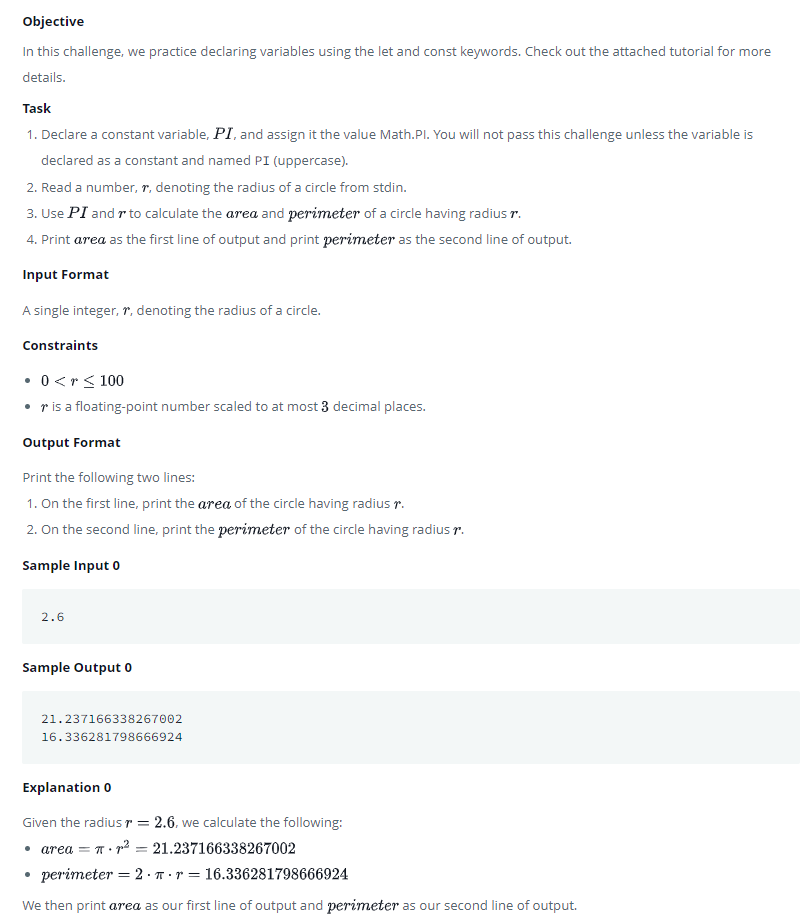 Objective
In this challenge, we practice declaring variables using the let and const keywords. Check out the attached tutorial for more
details.
Task
1. Declare a constant variable, PI, and assign it the value Math.PI. You will not pass this challenge unless the variable is
declared as a constant and named PI (uppercase).
2. Read a number, r, denoting the radius of a circle from stdin.
3. Use PI and r to calculate the area and perimeter of a circle having radius r.
4. Print area as the first line of output and print perimeter as the second line of output.
Input Format
A single integer, r, denoting the radius of a circle.
Constraints
• 0 < r ≤ 100
• r is a floating-point number scaled to at most 3 decimal places.
Output Format
Print the following two lines:
1. On the first line, print the area of the circle having radius r.
2. On the second line, print the perimeter of the circle having radius r.
Sample Input 0
2.6
Sample Output 0
21.237166338267002
16.336281798666924
Explanation 0
Given the radius r = 2.6, we calculate the following:
• area = π · r² = 21.237166338267002
• perimeter = 2 · π · r = 16.336281798666924
We then print area as our first line of output and perimeter as our second line of output.